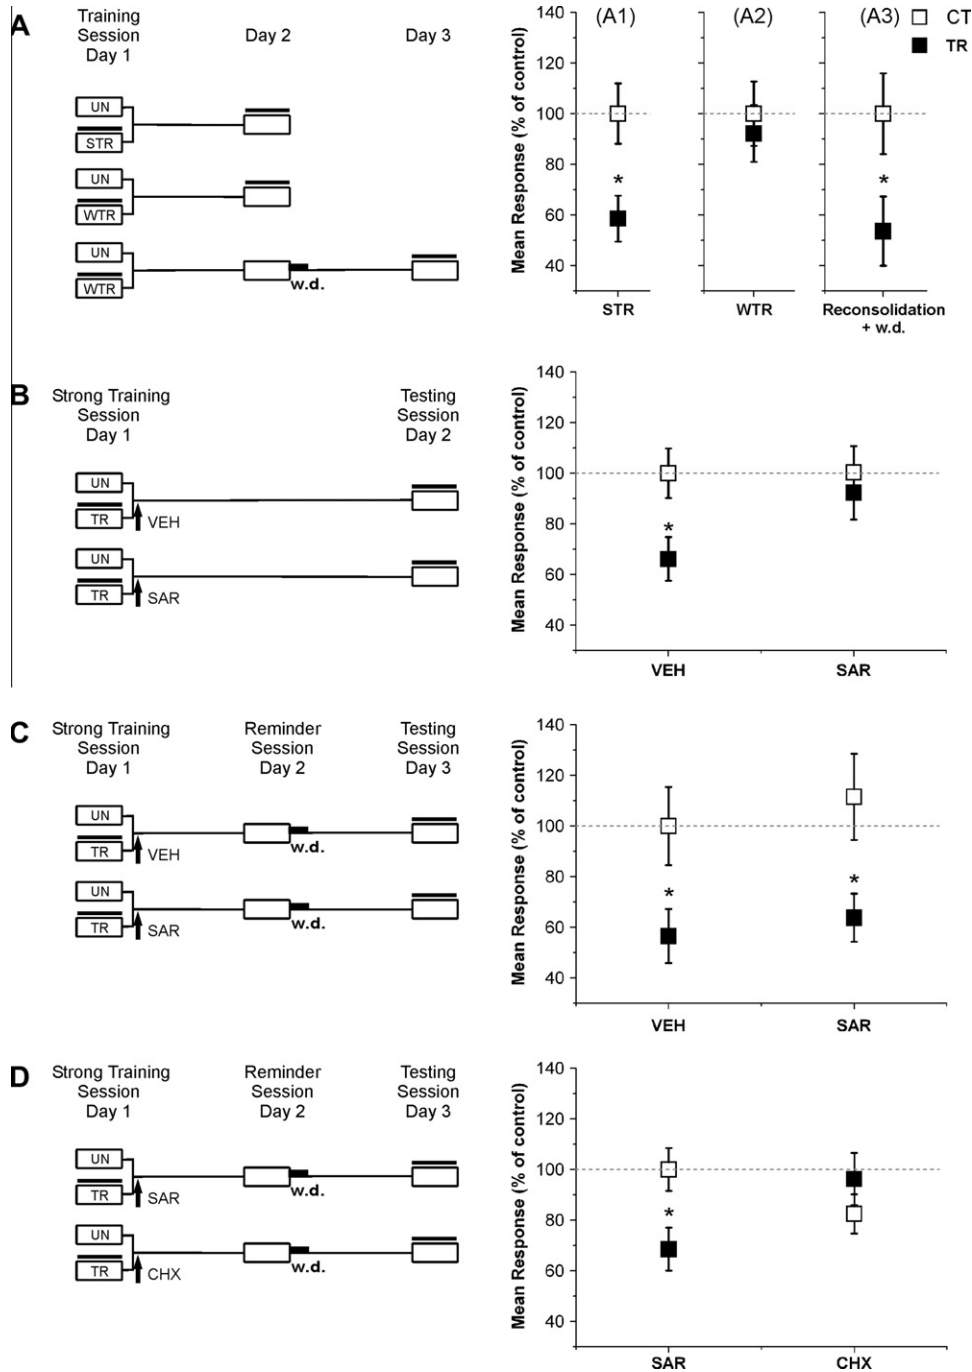 A
Training
Session
Day 1
Day 2
Day 3
UN
STR
UN
WTR
UN
WTR
w.d.
(A1)
(A2)
(A3)
CT
TR
Mean Response (% of control)
140
120
100
80
60
40
*
*
STR
WTR
Reconsolidation
+ w.d.
B
Strong Training
Session
Day 1
Testing
Session
Day 2
UN
TR
VEH
UN
TR
SAR
Mean Response (% of control)
140
120
100
80
60
40
*
VEH
SAR
C
Strong Training
Session
Day 1
Reminder
Session
Day 2
Testing
Session
Day 3
UN
TR
VEH
w.d.
UN
TR
SAR
w.d.
Mean Response (% of control)
140
120
100
80
60
40
*
*
VEH
SAR
D
Strong Training
Session
Day 1
Reminder
Session
Day 2
Testing
Session
Day 3
UN
TR
SAR
w.d.
UN
TR
CHX
w.d.
Mean Response (% of control)
140
120
100
80
60
40
*
SAR
CHX